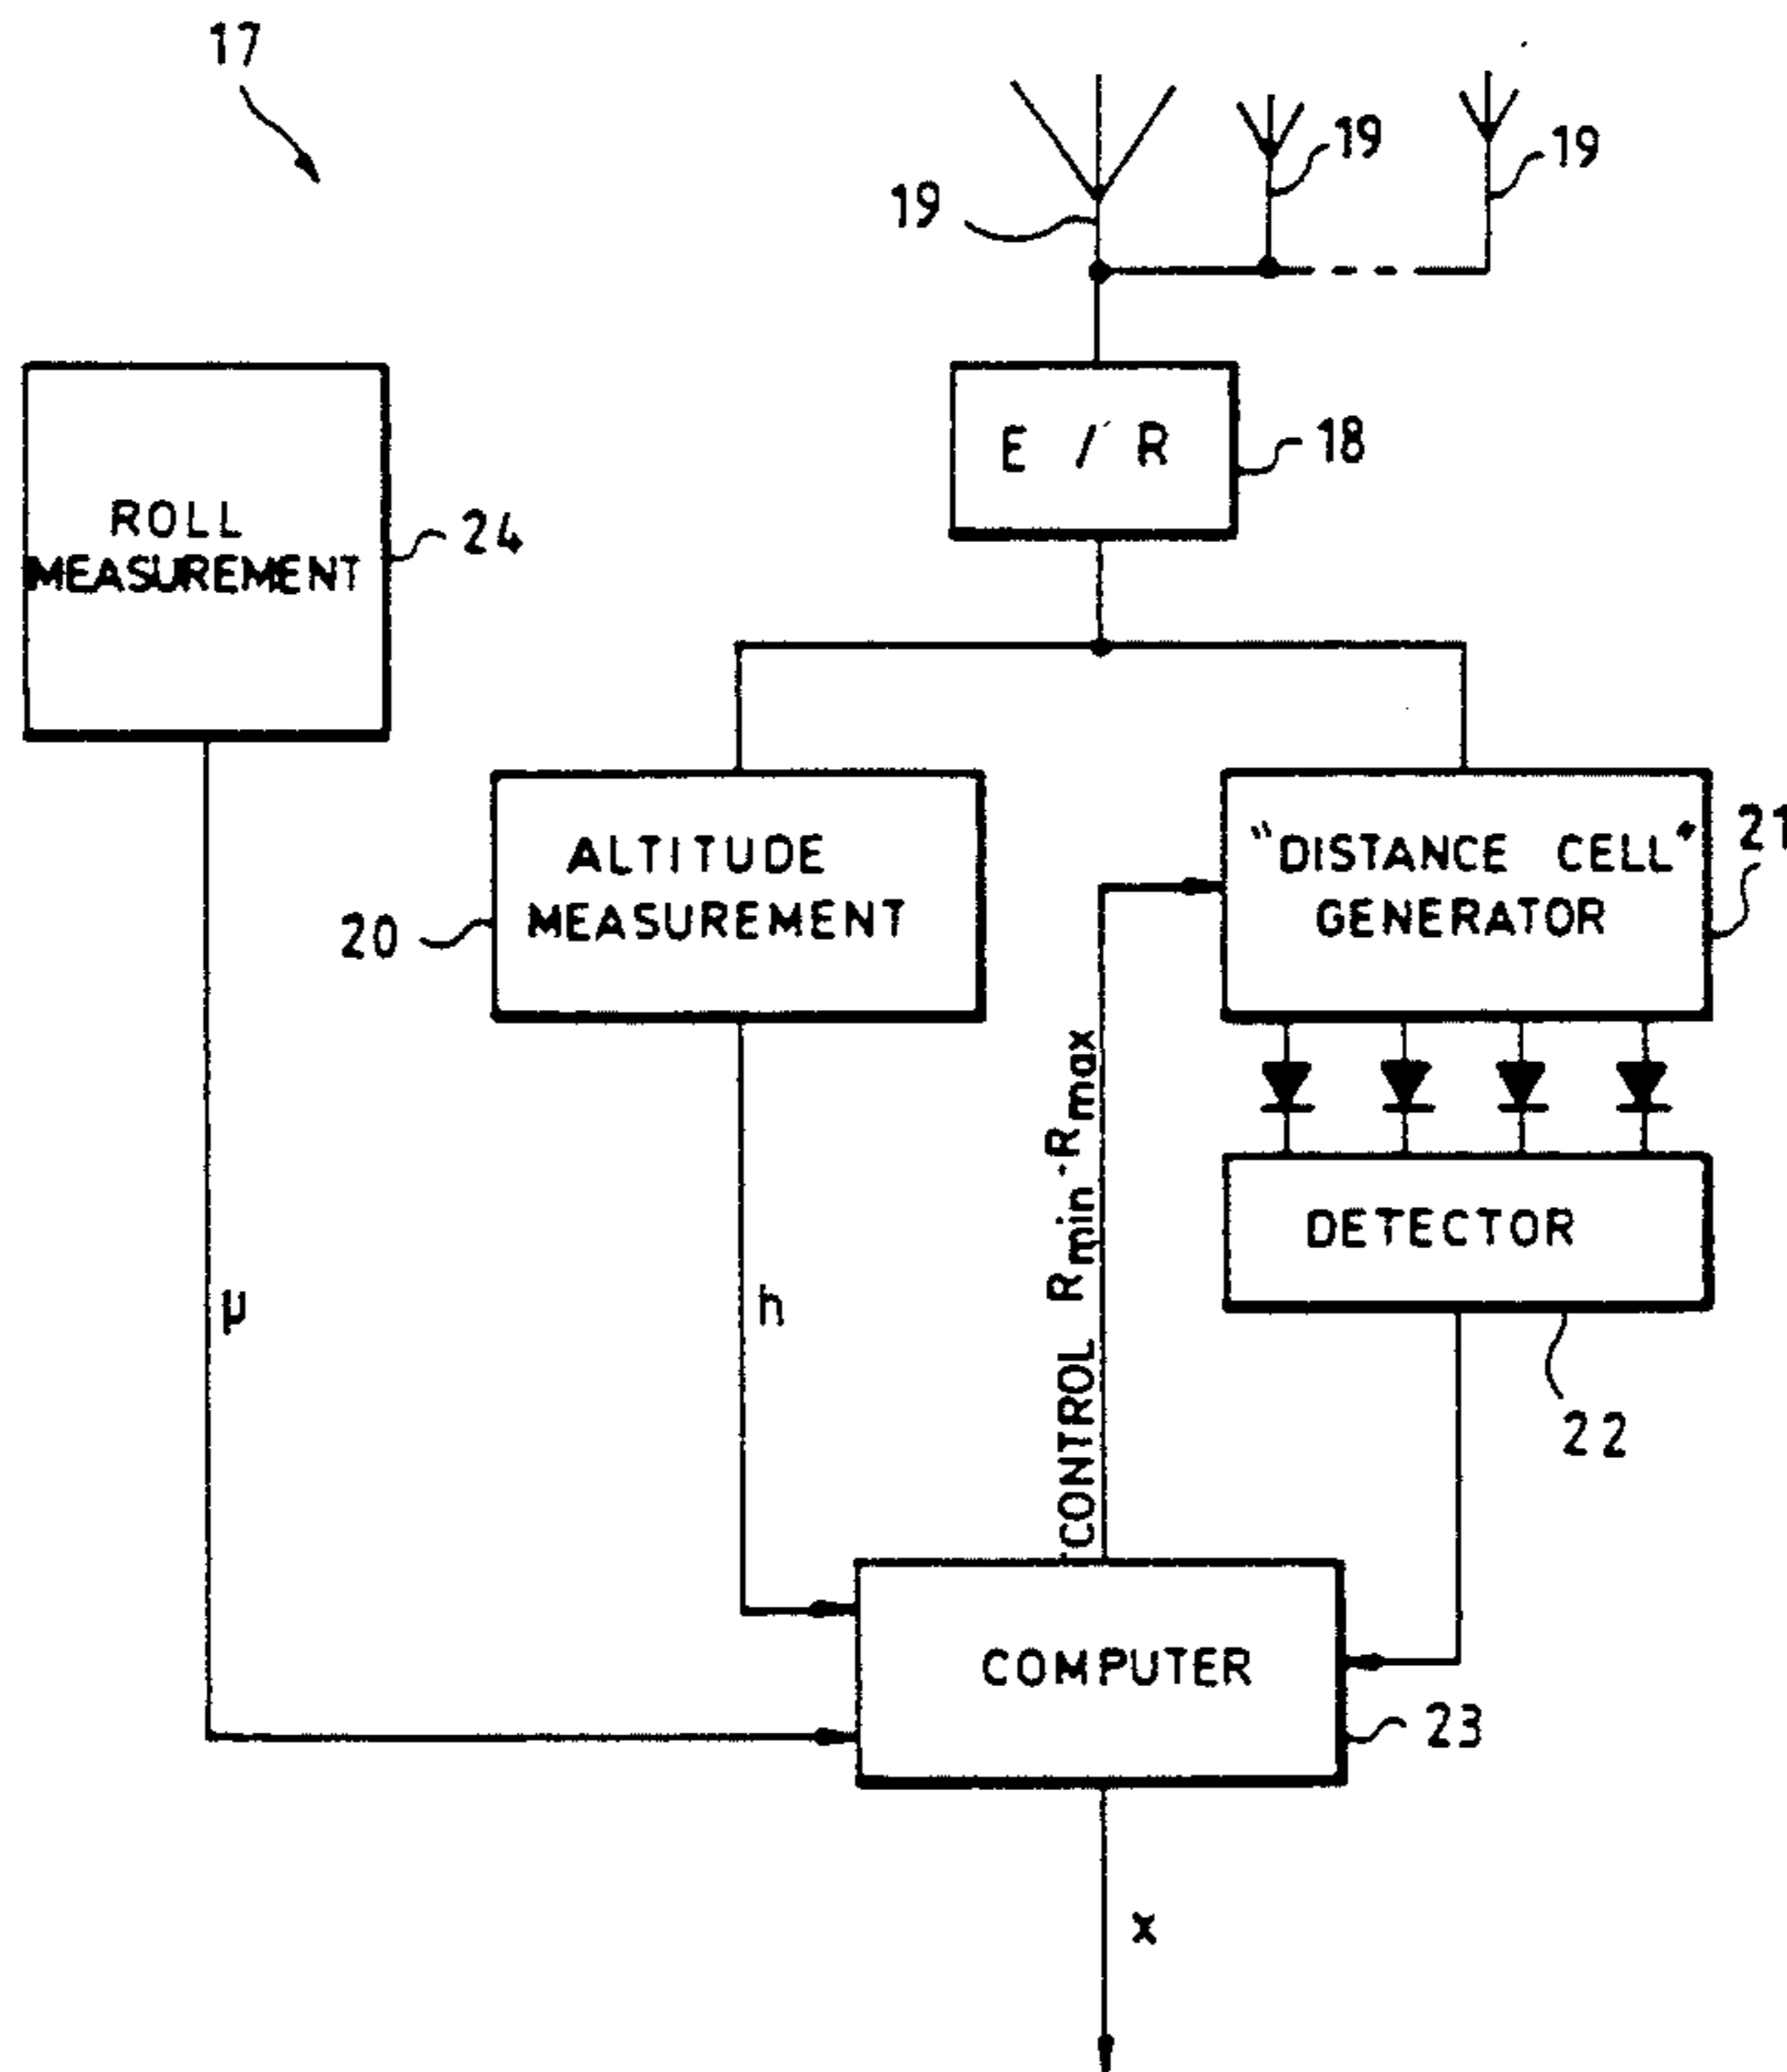 17
19
19
19
E / R
18
ROLL
MEASUREMENT
24
ALTITUDE
MEASUREMENT
20
"DISTANCE CELL"
GENERATOR
21
DETECTOR
22
μ
h
CONTROL Rmin Rmax
COMPUTER
23
x